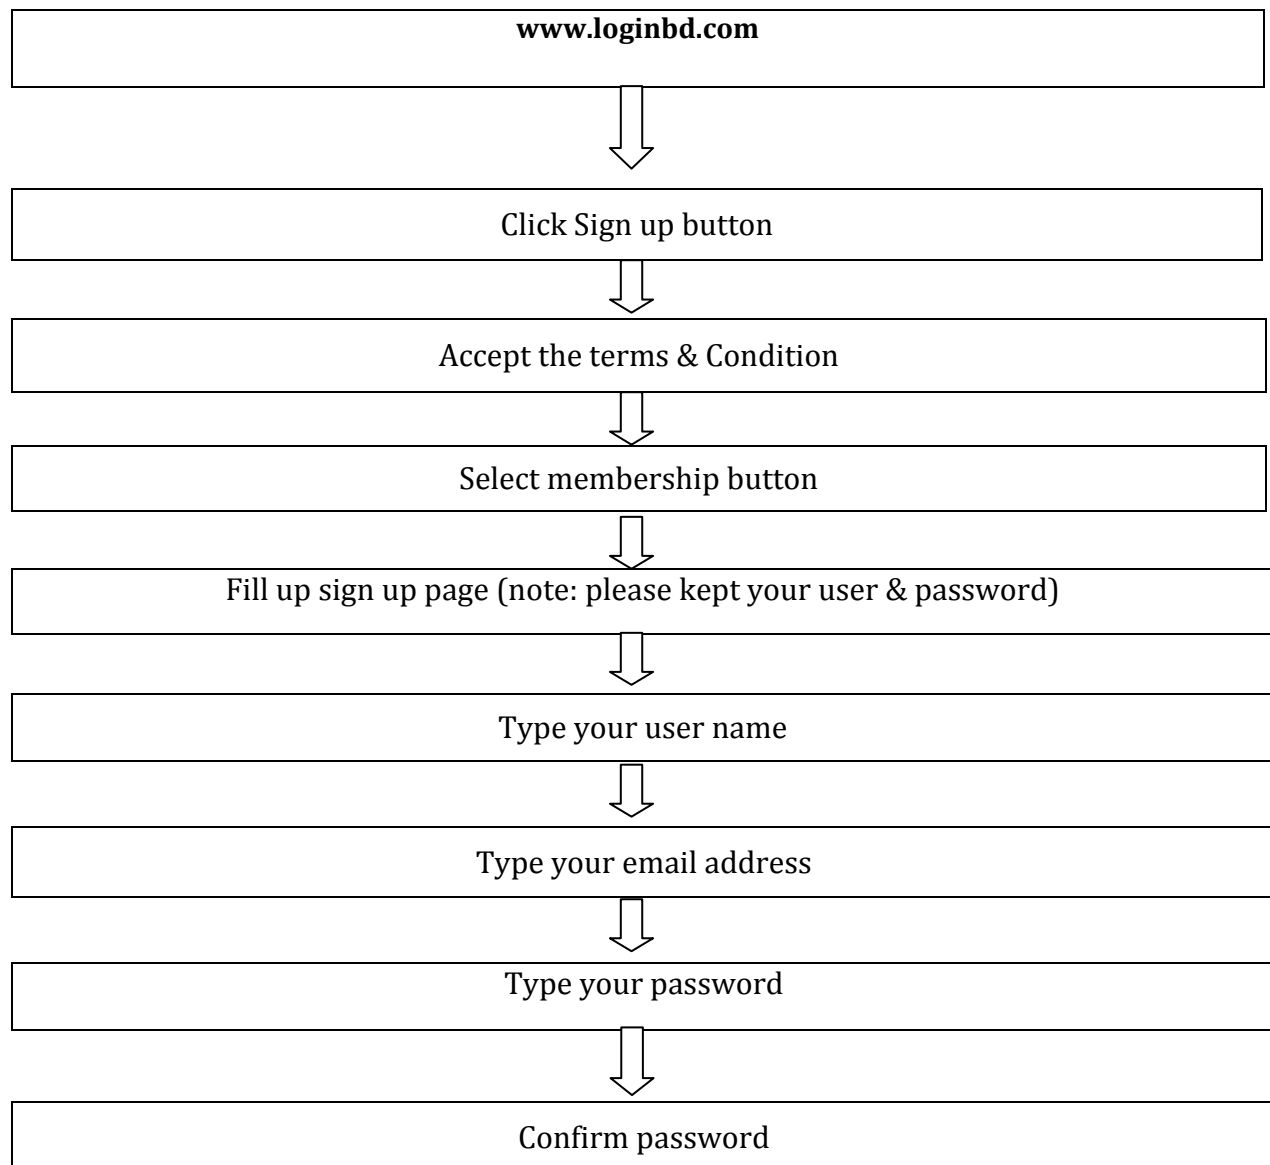 www.loginbd.com
Click Sign up button
Accept the terms & Condition
Select membership button
Fill up sign up page (note: please kept your user & password)
Type your user name
Type your email address
Type your password
Confirm password